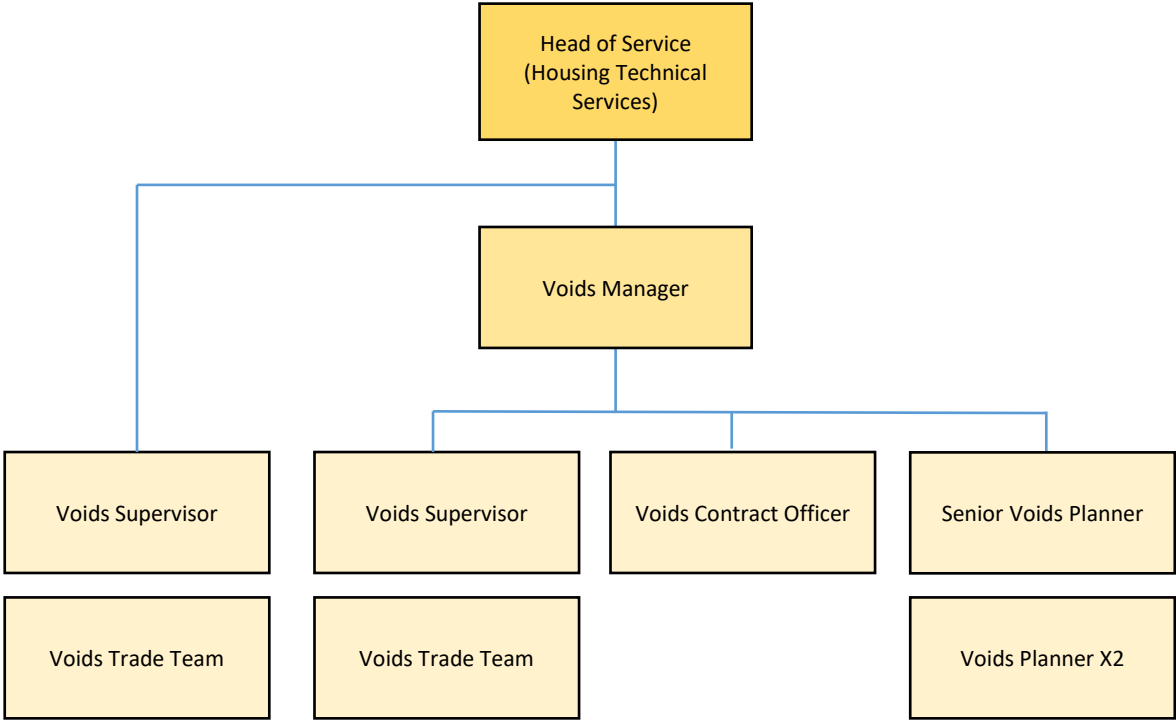 Head of Service
(Housing Technical
Services)
Voids Manager
Voids Supervisor
Voids Supervisor
Voids Contract Officer
Senior Voids Planner
Voids Trade Team
Voids Trade Team
Voids Planner X2